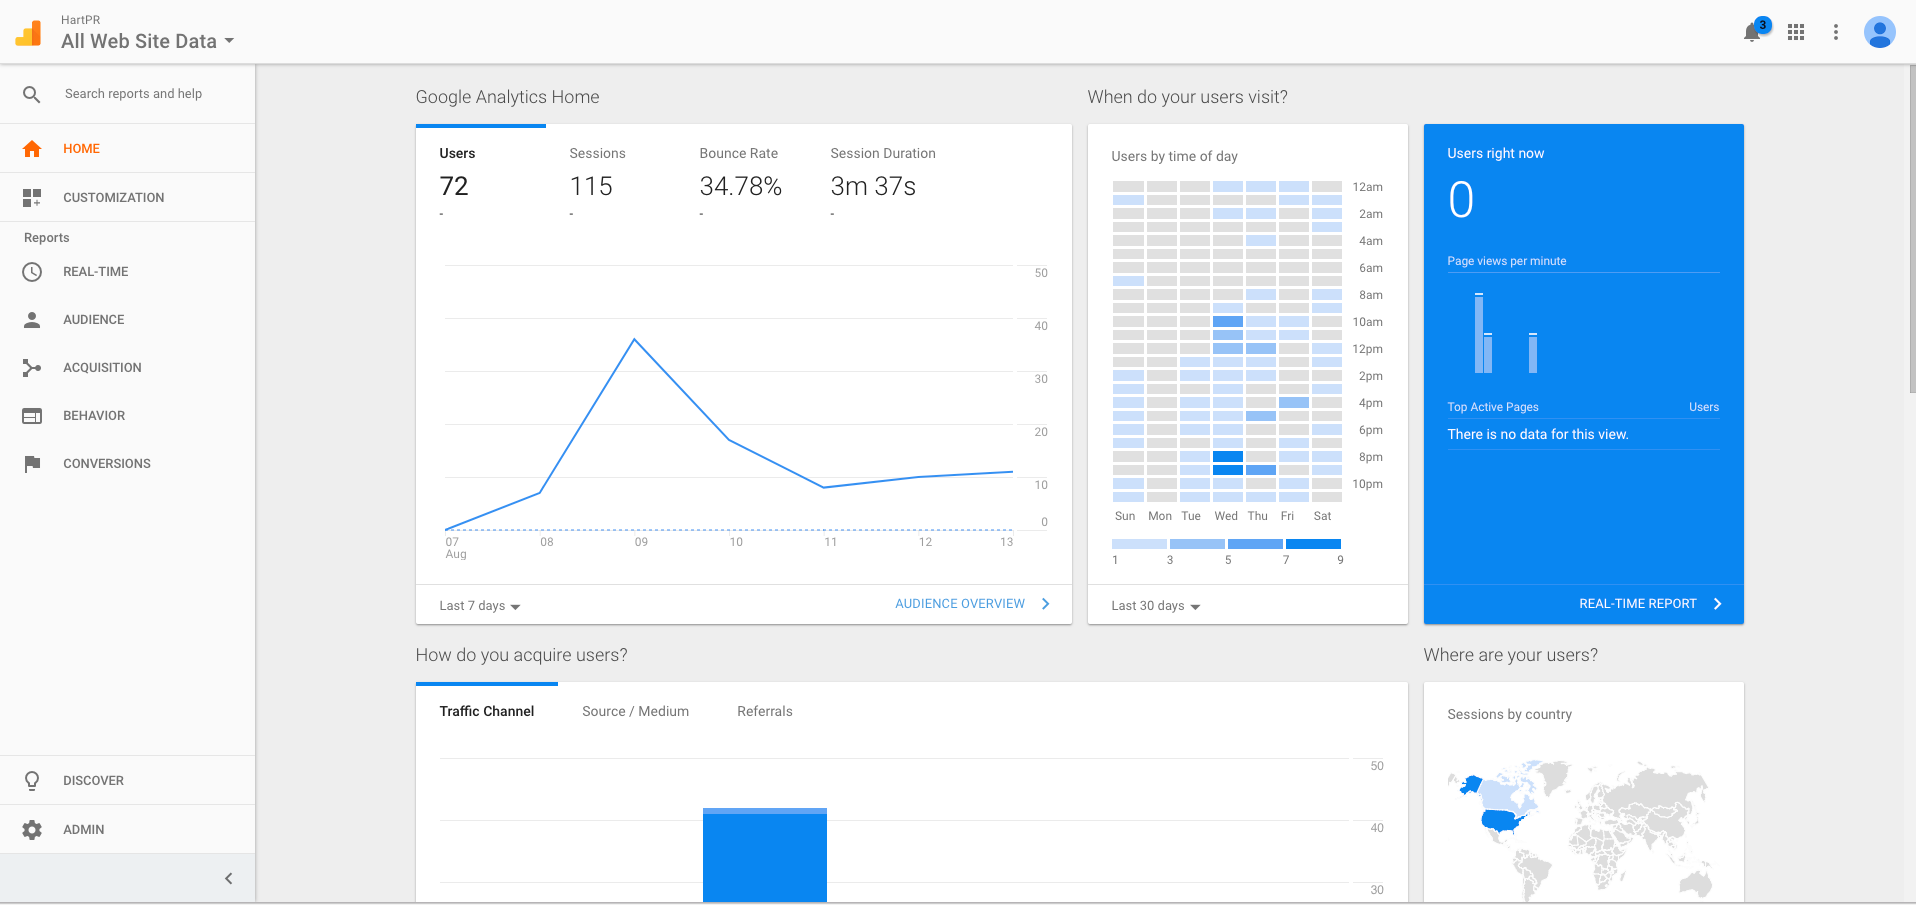 HartPR
All Web Site Data
3
Search reports and help
HOME
CUSTOMIZATION
Reports
REAL-TIME
AUDIENCE
ACQUISITION
BEHAVIOR
CONVERSIONS
DISCOVER
ADMIN
Google Analytics Home
Users Sessions Bounce Rate Session Duration
72 115 34.78% 3m 37s
- - - -
50
40
30
20
10
0
07 08 09 10 11 12 13
Aug
Last 7 days AUDIENCE OVERVIEW
When do your users visit?
Users by time of day
12am
2am
4am
6am
8am
10am
12pm
2pm
4pm
6pm
8pm
10pm
Sun Mon Tue Wed Thu Fri Sat
1 3 5 7 9
Last 30 days
Users right now
0
Page views per minute
Top Active Pages Users
There is no data for this view.
REAL-TIME REPORT
How do you acquire users?
Traffic Channel Source / Medium Referrals
50
40
30
Where are your users?
Sessions by country